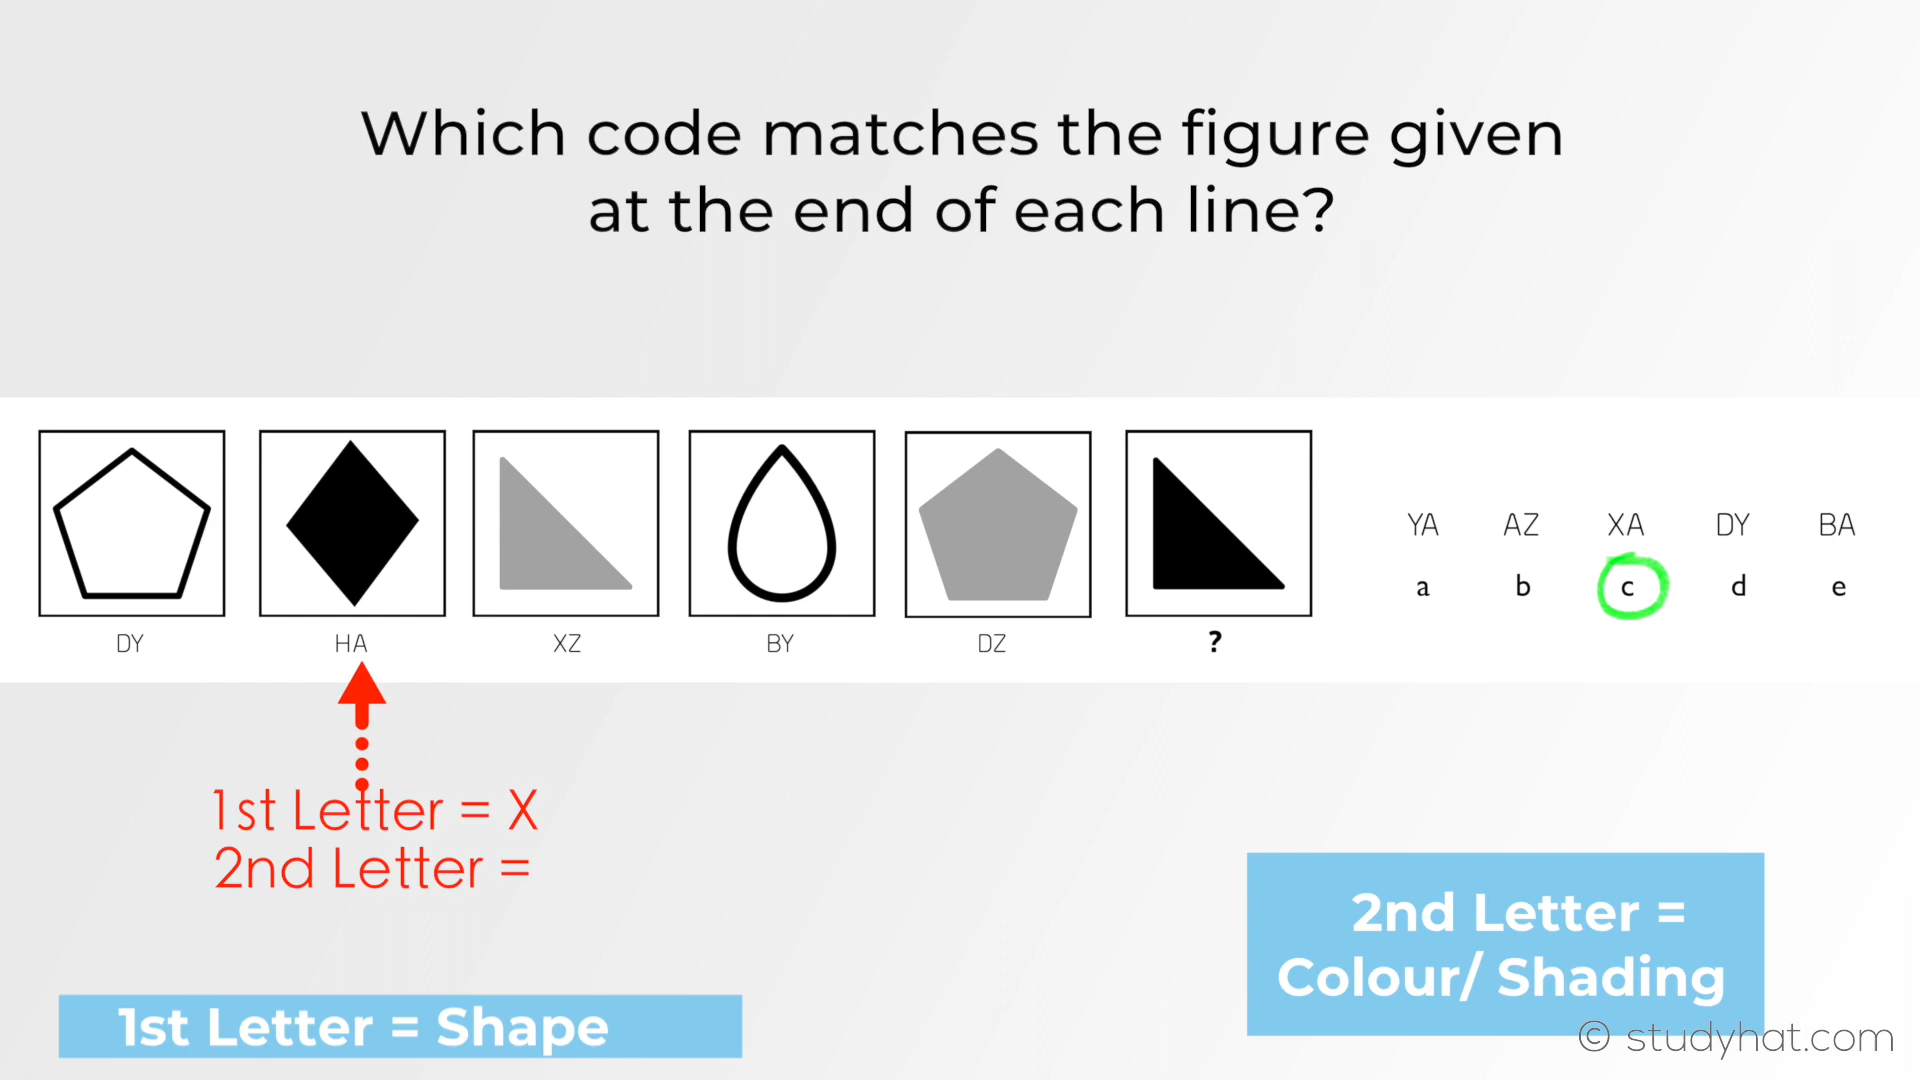 Which code matches the figure given
at the end of each line?
YA AZ XA DY BA
a b c d e
DY HA XZ BY DZ ?
1st Letter = X
2nd Letter =
2nd Letter =
Colour/ Shading
1st Letter = Shape
© studyhat.com